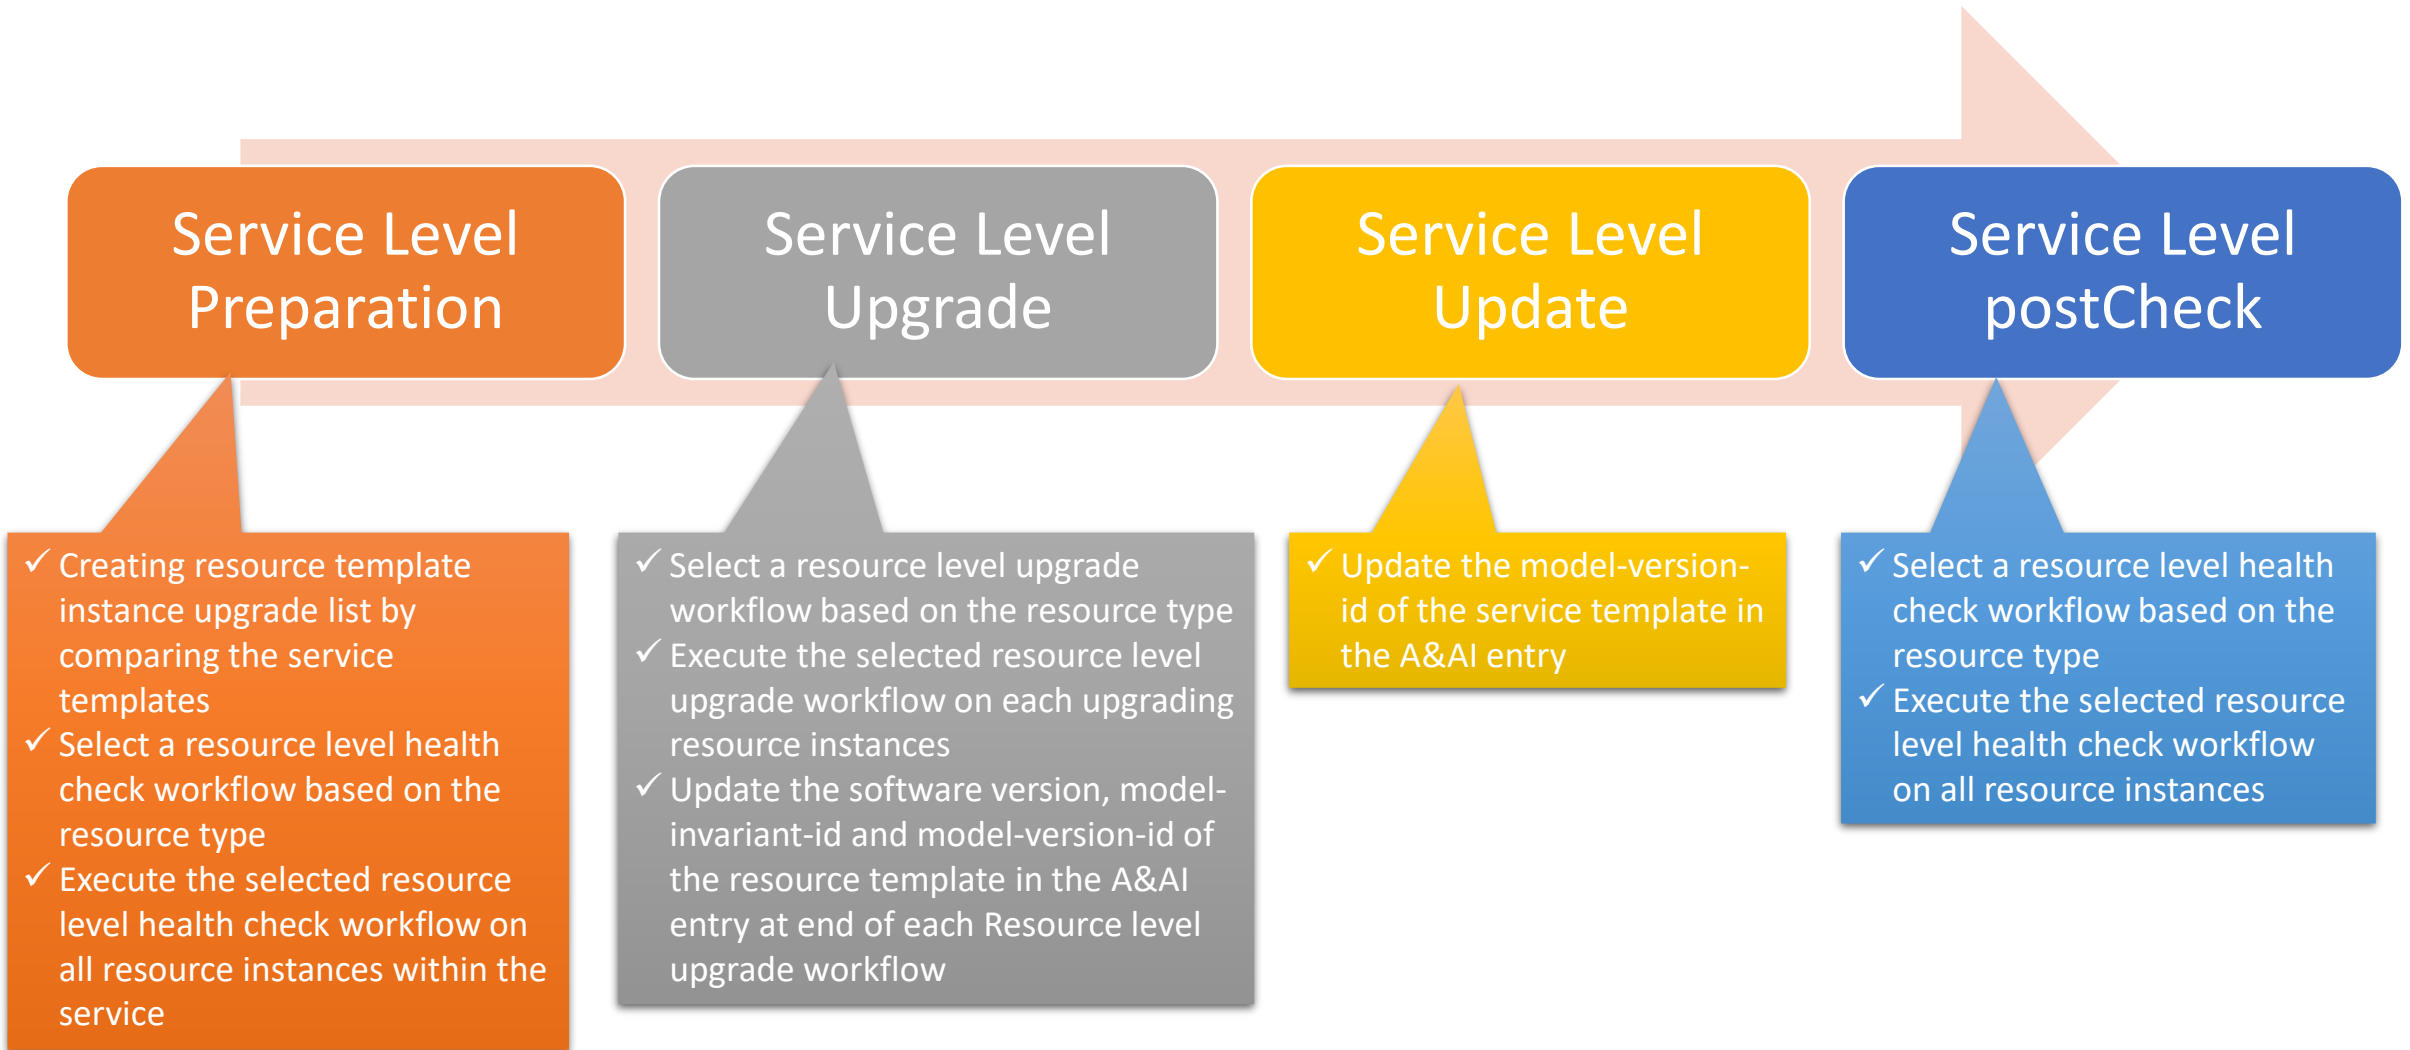 Service Level
Preparation
Service Level
Upgrade
Service Level
Update
Service Level
postCheck
✓ Creating resource template
instance upgrade list by
comparing the service
templates
✓ Select a resource level health
check workflow based on the
resource type
✓ Execute the selected resource
level health check workflow on
all resource instances within the
service
✓ Select a resource level upgrade
workflow based on the resource type
✓ Execute the selected resource level
upgrade workflow on each upgrading
resource instances
✓ Update the software version, model-
invariant-id and model-version-id of
the resource template in the A&AI
entry at end of each Resource level
upgrade workflow
✓ Update the model-version-
id of the service template in
the A&AI entry
✓ Select a resource level health
check workflow based on the
resource type
✓ Execute the selected resource
level health check workflow
on all resource instances